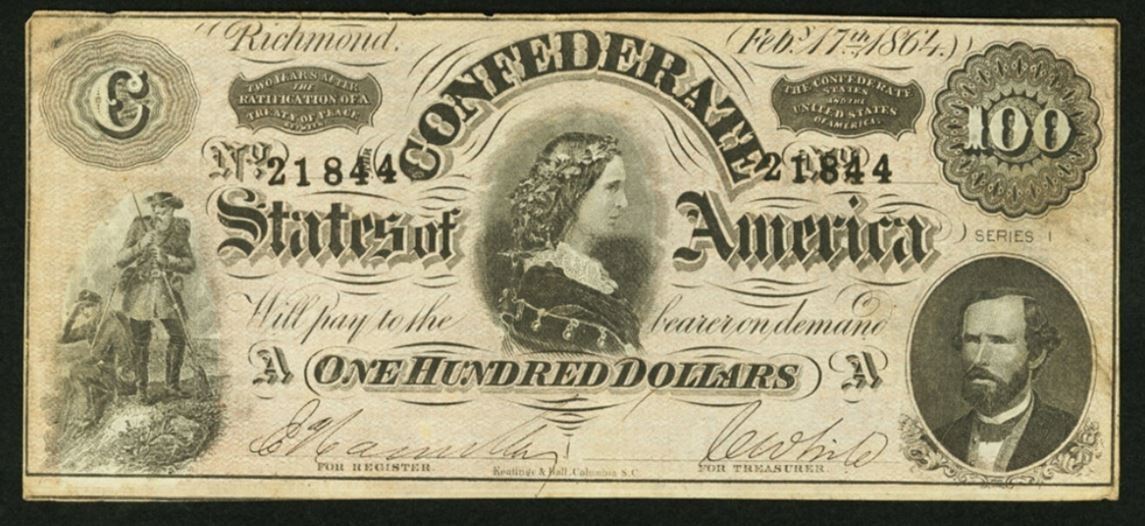 Richmond. Feb. 17th 1864.
C
TWO YEARS AFTER
THE
RATIFICATION OF A
TREATY OF PEACE
BETWEEN
CONFEDERATE
THE CONFEDERATE
STATES
AND THE
UNITED STATES
OF AMERICA.
100
No 21844
No 21844
States of America
SERIES 1
Will pay to the bearer on demand
A ONE HUNDRED DOLLARS A
FOR REGISTER.
Keatinge & Ball, Columbia S.C.
FOR TREASURER.